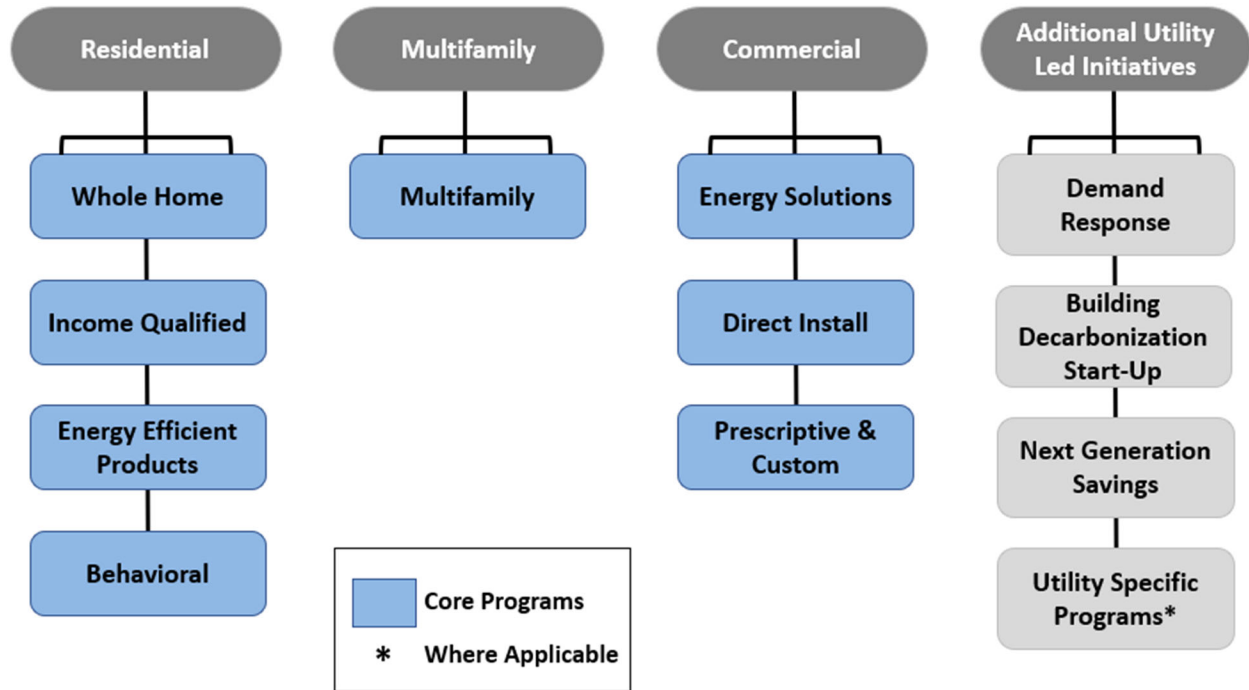 Residential
Whole Home
Income Qualified
Energy Efficient
Products
Behavioral
Multifamily
Multifamily
Commercial
Energy Solutions
Direct Install
Prescriptive &
Custom
Additional Utility
Led Initiatives
Demand
Response
Building
Decarbonization
Start-Up
Next Generation
Savings
Utility Specific
Programs*
Core Programs
* Where Applicable